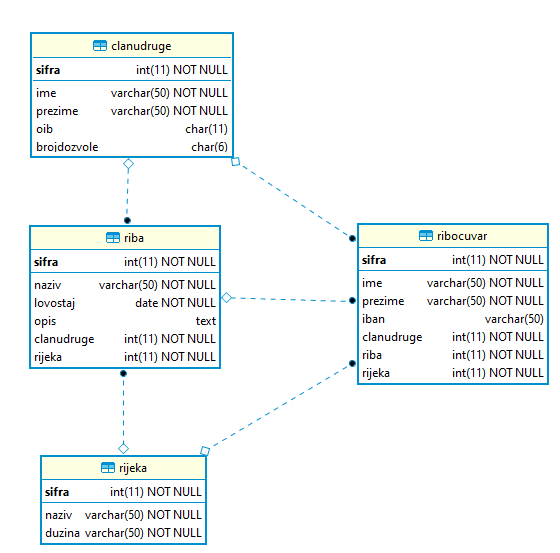 clanudruge
sifra int(11) NOT NULL
ime varchar(50) NOT NULL
prezime varchar(50) NOT NULL
oib char(11)
brojdozvole char(6)
riba
sifra int(11) NOT NULL
naziv varchar(50) NOT NULL
lovostaj date NOT NULL
opis text
clanudruge int(11) NOT NULL
rijeka int(11) NOT NULL
ribocuvar
sifra int(11) NOT NULL
ime varchar(50) NOT NULL
prezime varchar(50) NOT NULL
iban varchar(50)
clanudruge int(11) NOT NULL
riba int(11) NOT NULL
rijeka int(11) NOT NULL
rijeka
sifra int(11) NOT NULL
naziv varchar(50) NOT NULL
duzina varchar(50) NOT NULL